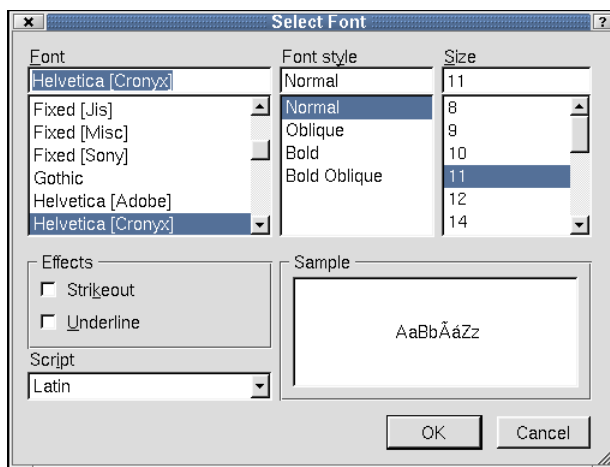 Select Font
?
Font
Helvetica [Cronyx]
Fixed [Jis]
Fixed [Misc]
Fixed [Sony]
Gothic
Helvetica [Adobe]
Helvetica [Cronyx]
Font style
Normal
Normal
Oblique
Bold
Bold Oblique
Size
11
8
9
10
11
12
14
Effects
Strikeout
Underline
Script
Latin
Sample
AaBbÃáZz
OK
Cancel